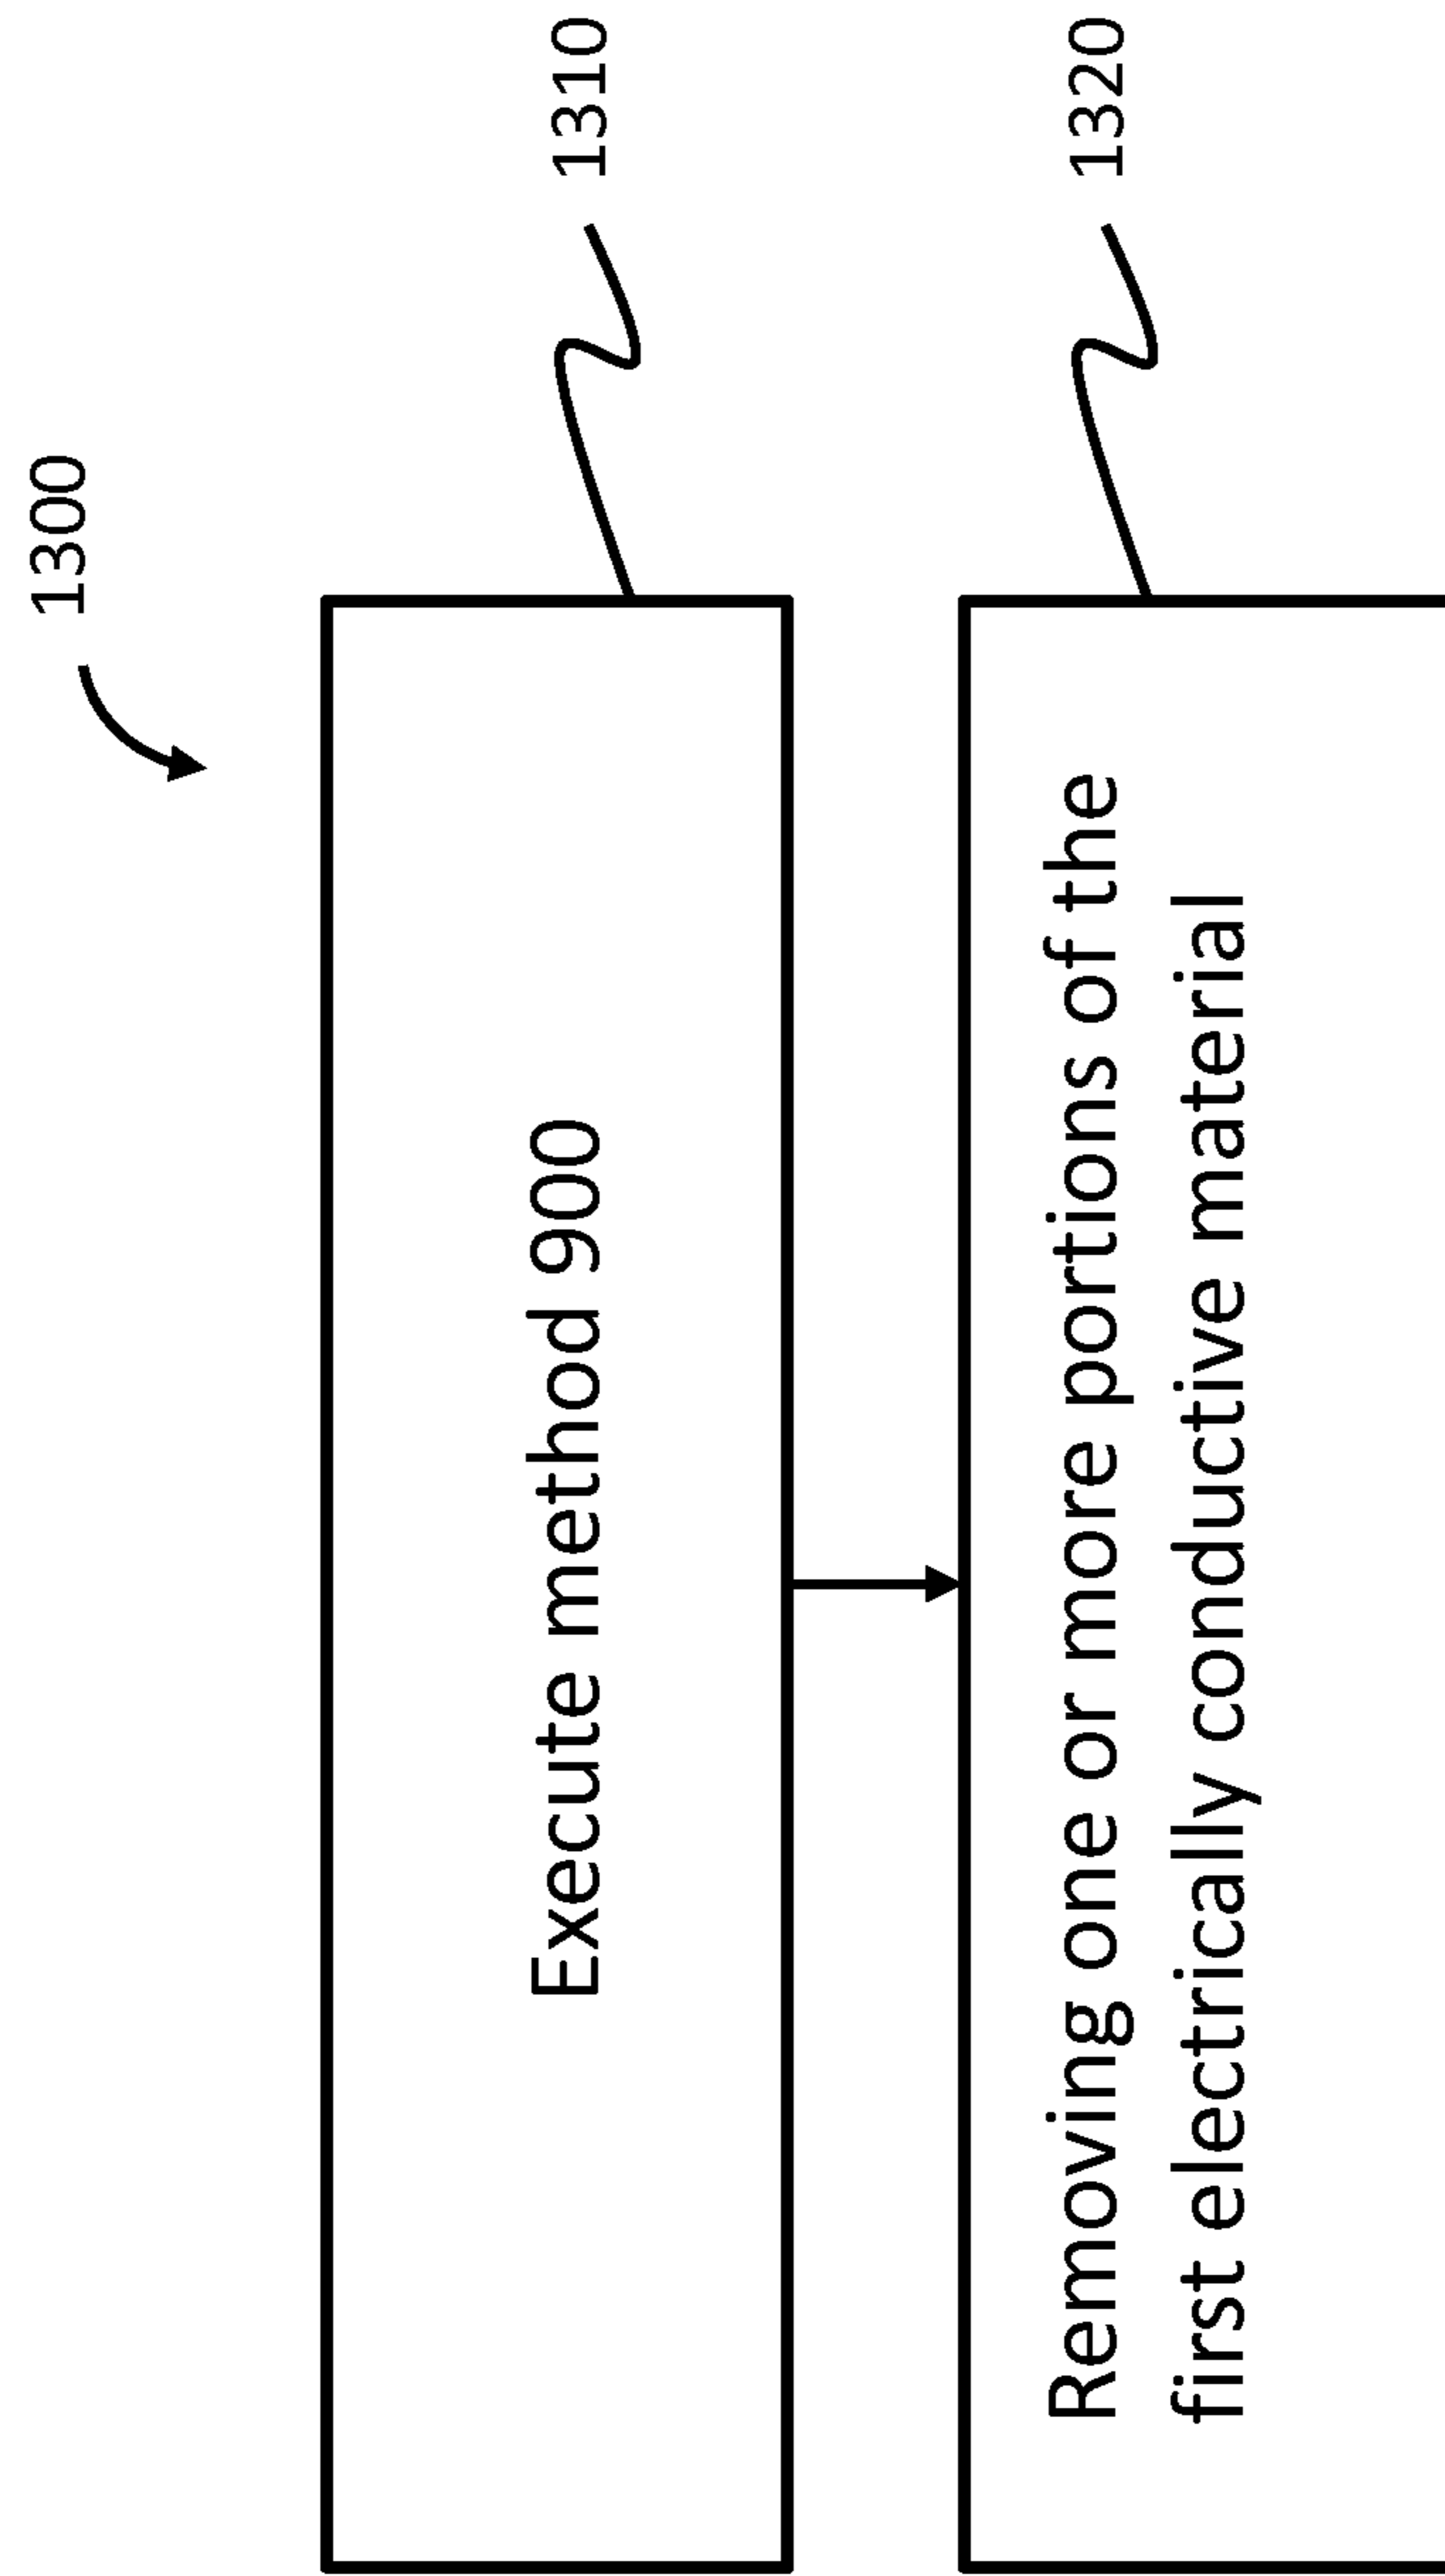 1300
Execute method 900
1310
Removing one or more portions of the
first electrically conductive material
1320